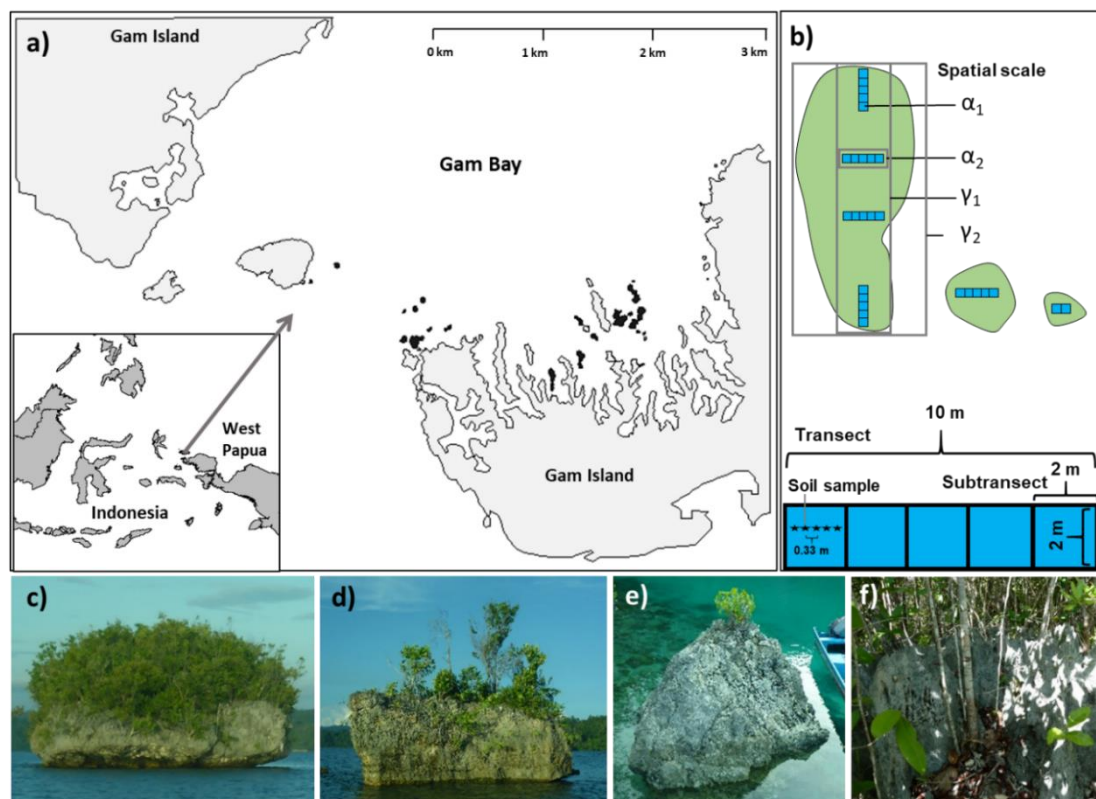 a)
Gam Island
0 km
1 km
2 km
3 km
Gam Bay
West
Papua
Indonesia
Gam Island
b)
Spatial scale
α1
α2
γ1
γ2
10 m
Transect
2 m
Subtransect
Soil sample
0.33 m
2 m
c)
d)
e)
f)